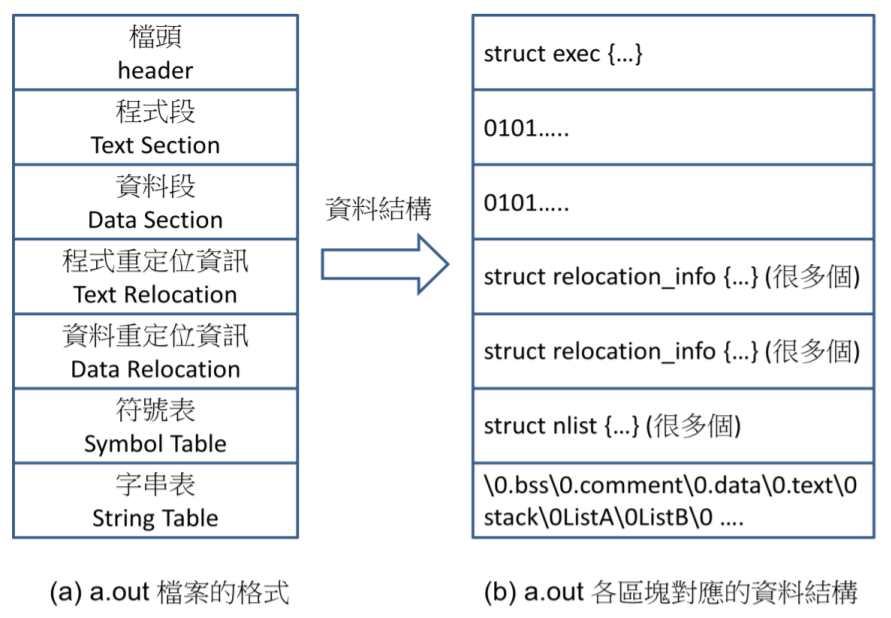 檔頭
header
程式段
Text Section
資料段
Data Section
程式重定位資訊
Text Relocation
資料重定位資訊
Data Relocation
符號表
Symbol Table
字串表
String Table
資料結構
struct exec {…}
0101…..
0101…..
struct relocation_info {…} (很多個)
struct relocation_info {…} (很多個)
struct nlist {…} (很多個)
\0.bss\0.comment\0.data\0.text\0
stack\0ListA\0ListB\0 ….
(a) a.out 檔案的格式
(b) a.out 各區塊對應的資料結構